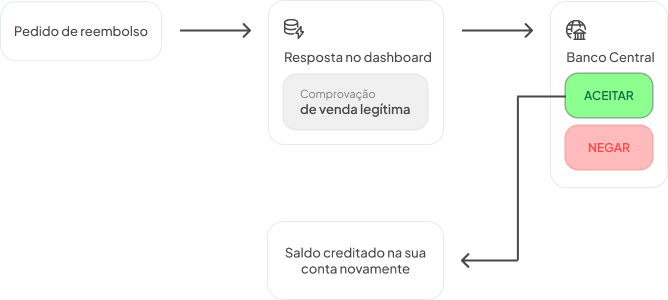 Pedido de reembolso
Resposta no dashboard
Comprovação
de venda legítima
Banco Central
ACEITAR
NEGAR
Saldo creditado na sua
conta novamente